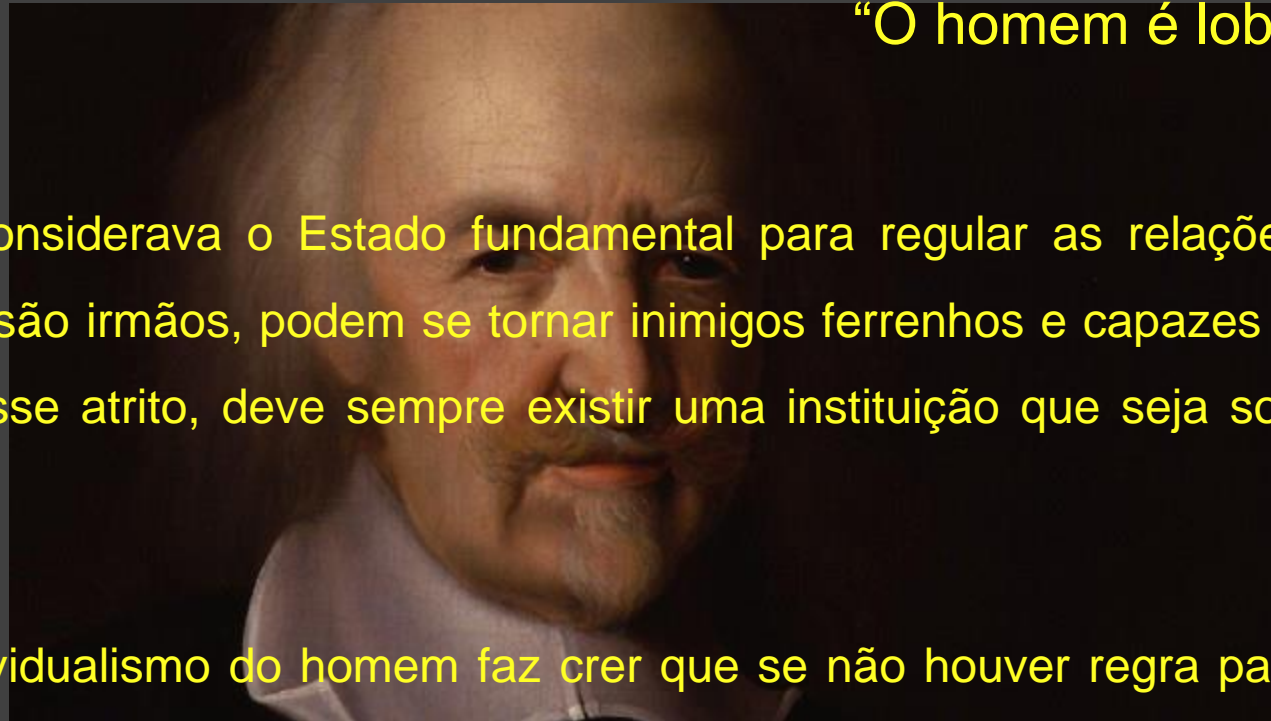 “O homem é lob
onsiderava o Estado fundamental para regular as relaçõe
são irmãos, podem se tornar inimigos ferrenhos e capazes
sse atrito, deve sempre existir uma instituição que seja so
vidualismo do homem faz crer que se não houver regra pa